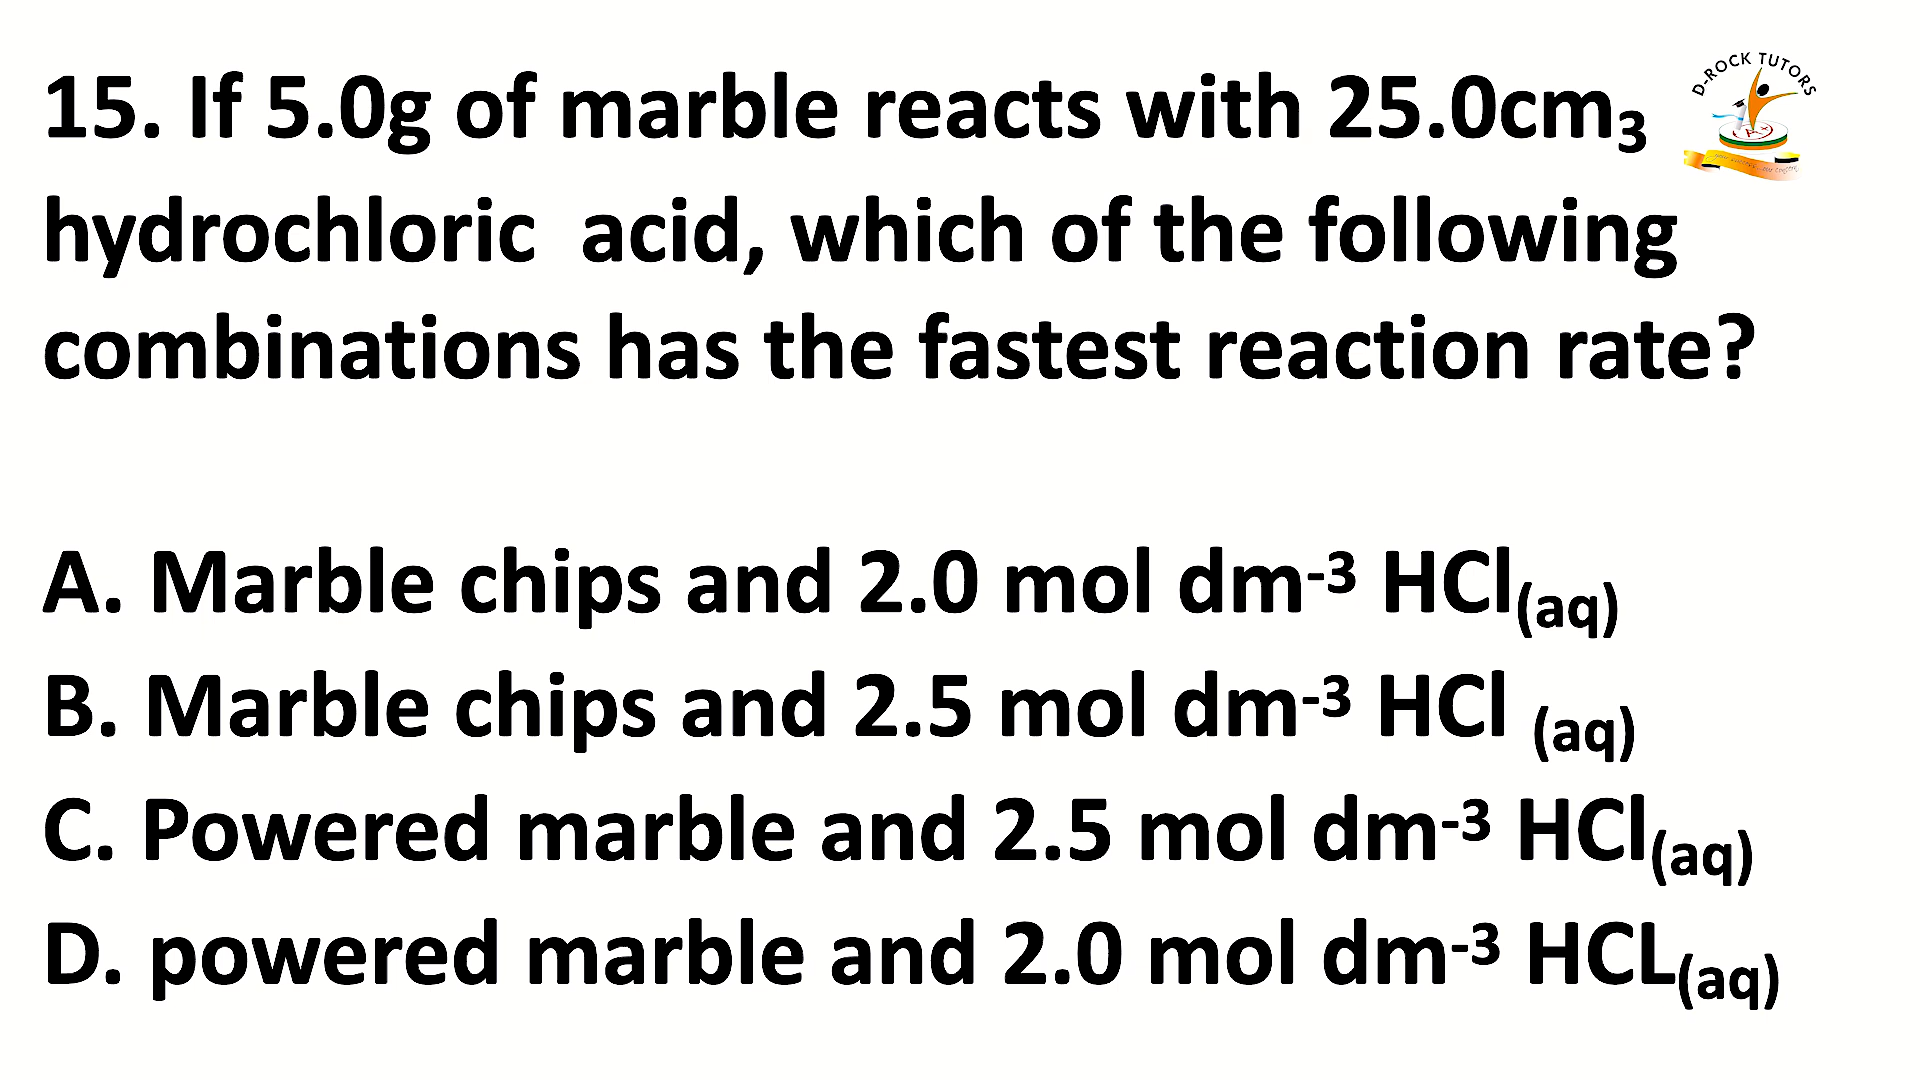 15. If 5.0g of marble reacts with 25.0cm₃
D-ROCK TUTORS
hydrochloric  acid, which of the following
combinations has the fastest reaction rate?
A. Marble chips and 2.0 mol dm⁻³ HCl₍aq₎
B. Marble chips and 2.5 mol dm⁻³ HCl ₍aq₎
C. Powered marble and 2.5 mol dm⁻³ HCl₍aq₎
D. powered marble and 2.0 mol dm⁻³ HCL₍aq₎